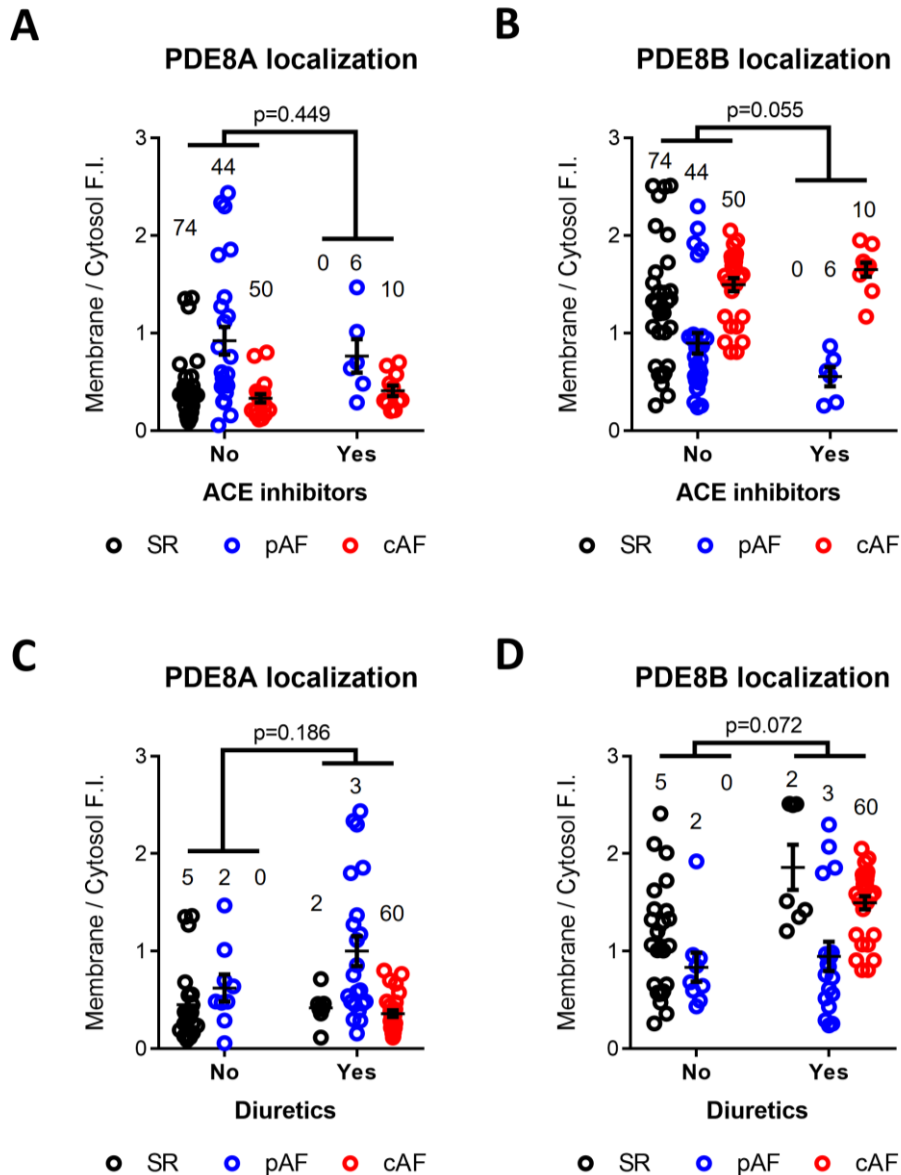 A
PDE8A localization
p=0.449
Membrane / Cytosol F.I.
3
2
1
0
74
44
50
0
6
10
No
Yes
ACE inhibitors
SR
pAF
cAF
B
PDE8B localization
p=0.055
Membrane / Cytosol F.I.
3
2
1
0
74
44
50
0
6
10
No
Yes
ACE inhibitors
SR
pAF
cAF
C
PDE8A localization
p=0.186
Membrane / Cytosol F.I.
3
2
1
0
5
2
0
2
3
60
No
Yes
Diuretics
SR
pAF
cAF
D
PDE8B localization
p=0.072
Membrane / Cytosol F.I.
3
2
1
0
5
2
0
2
3
60
No
Yes
Diuretics
SR
pAF
cAF